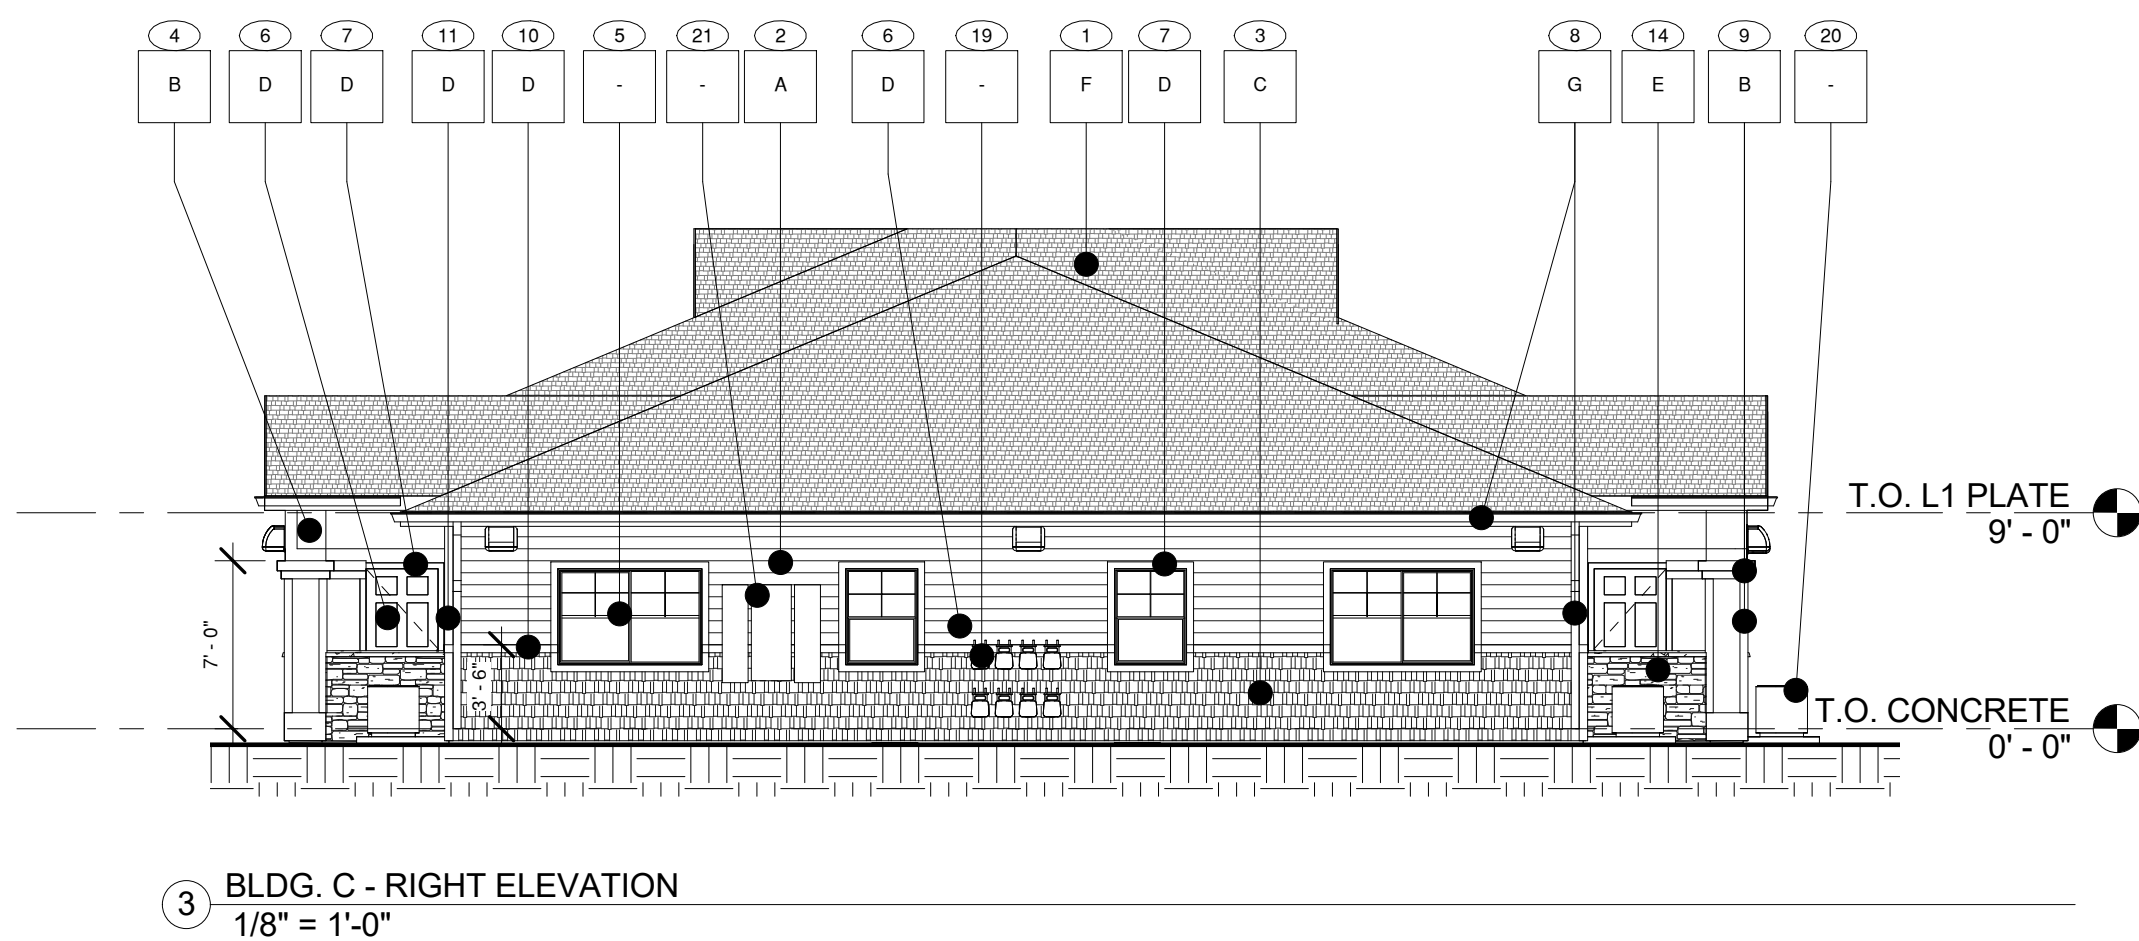 4 6 7 11 10 5 21 2 6 19 1 7 3 8 14 9 20
B D D D D - - A D - F D C G E B -
T.O. L1 PLATE
9' - 0"
7' - 0"
3' - 6"
T.O. CONCRETE
0' - 0"
3 BLDG. C - RIGHT ELEVATION
1/8" = 1'-0"